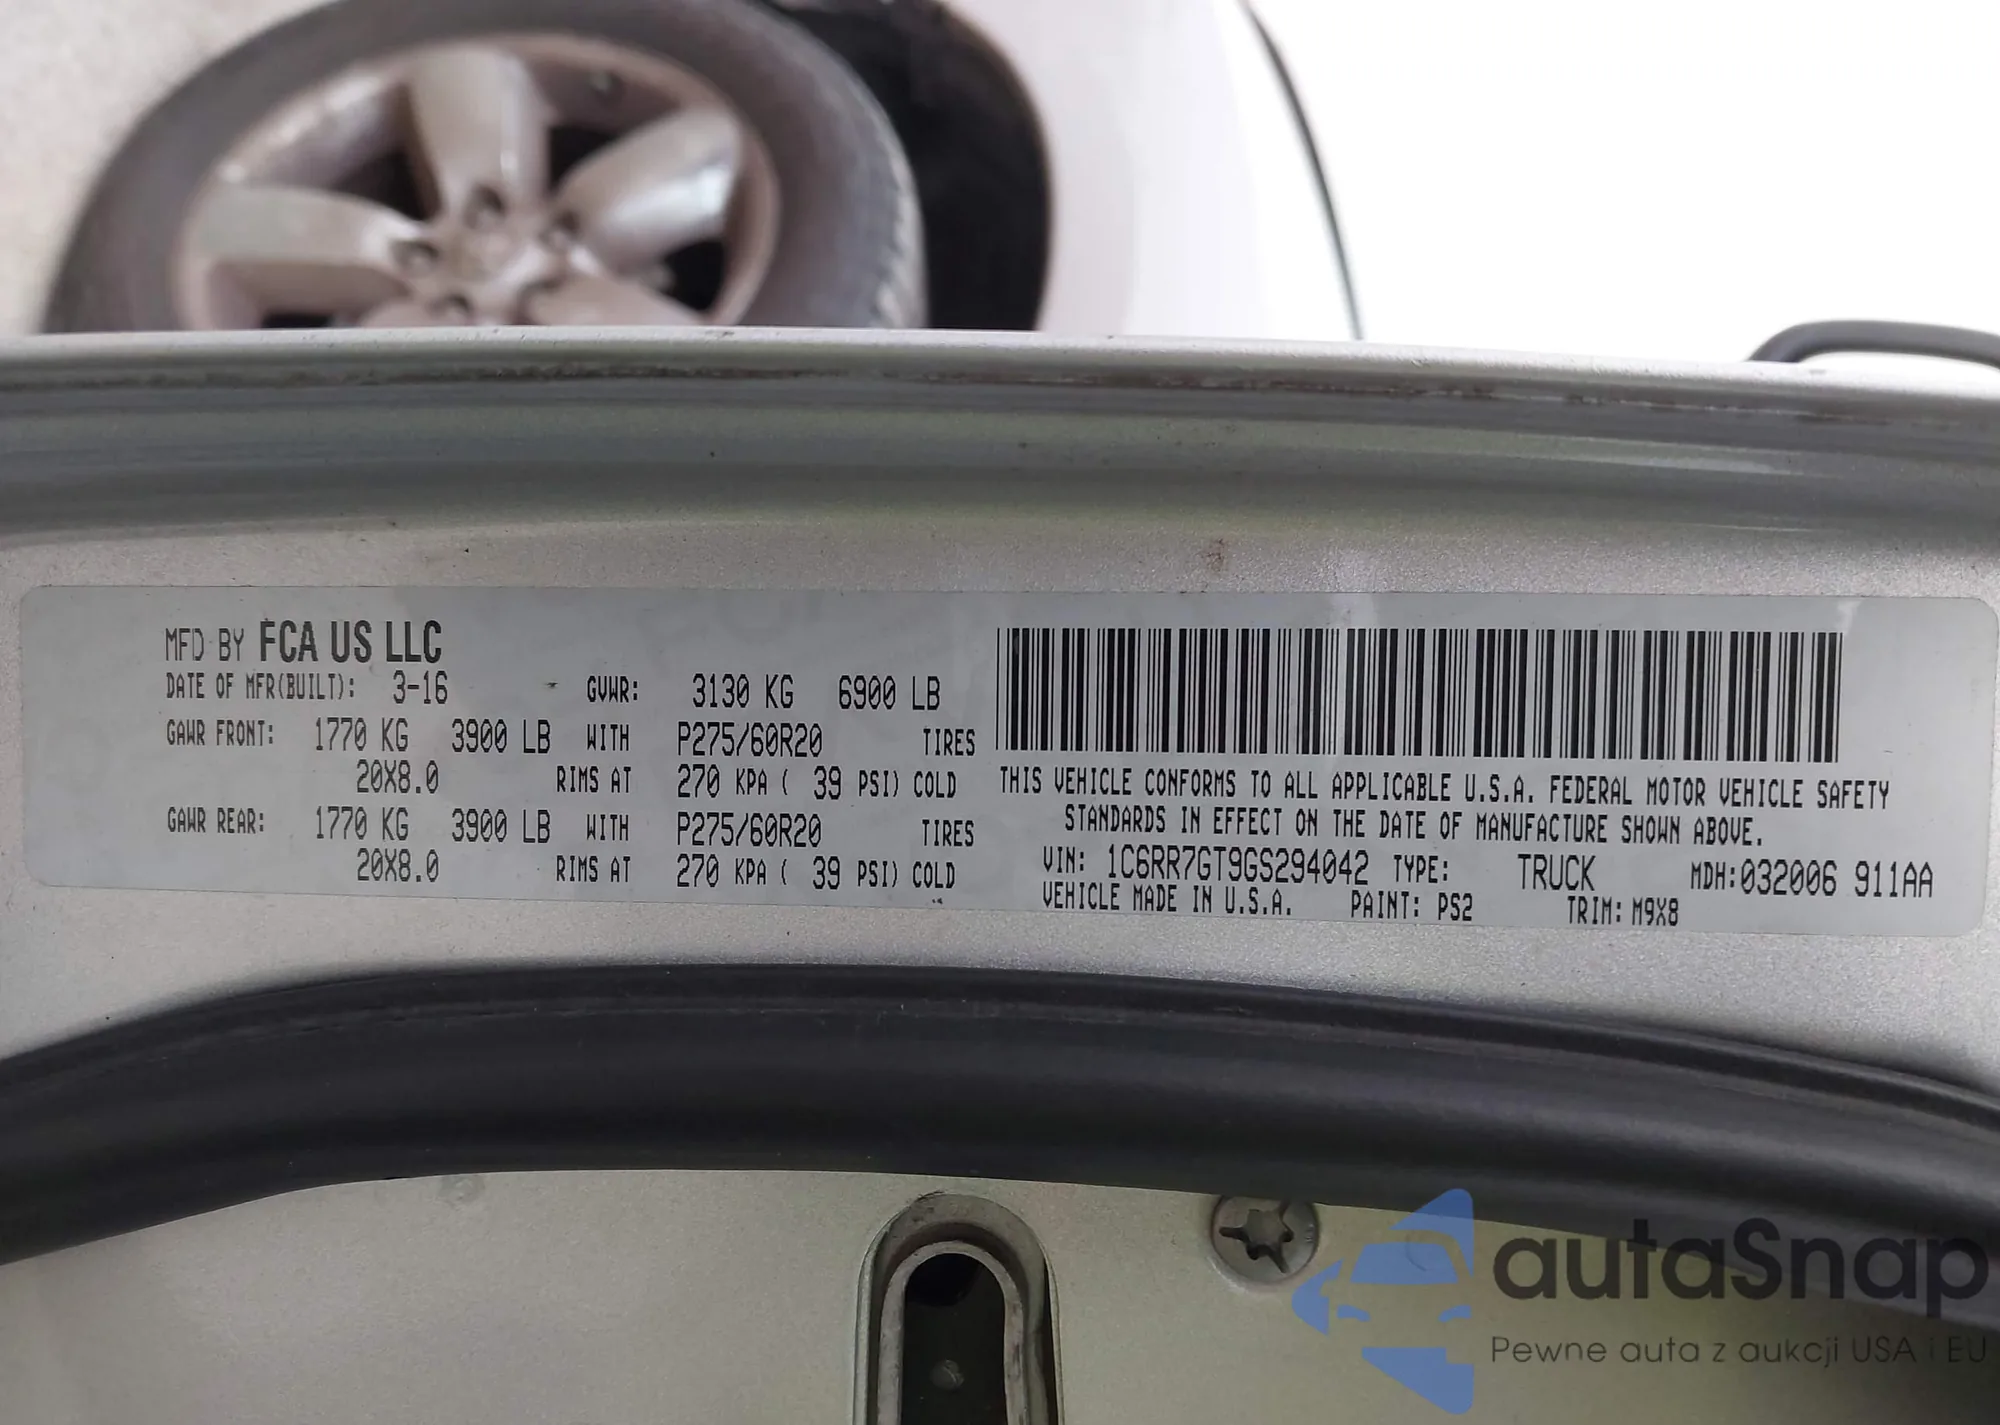 MFD BY FCA US LLC
DATE OF MFR(BUILT): 3-16 GVWR: 3130 KG 6900 LB
GAWR FRONT: 1770 KG 3900 LB WITH P275/60R20 TIRES
20X8.0 RIMS AT 270 KPA ( 39 PSI) COLD
GAWR REAR: 1770 KG 3900 LB WITH P275/60R20 TIRES
20X8.0 RIMS AT 270 KPA ( 39 PSI) COLD
THIS VEHICLE CONFORMS TO ALL APPLICABLE U.S.A. FEDERAL MOTOR VEHICLE SAFETY
STANDARDS IN EFFECT ON THE DATE OF MANUFACTURE SHOWN ABOVE.
VIN: 1C6RR7GT9GS294042 TYPE: TRUCK MDH:032006 911AA
VEHICLE MADE IN U.S.A. PAINT: PS2 TRIM: M9X8
autaSnap
Pewne auta z aukcji USA i EU